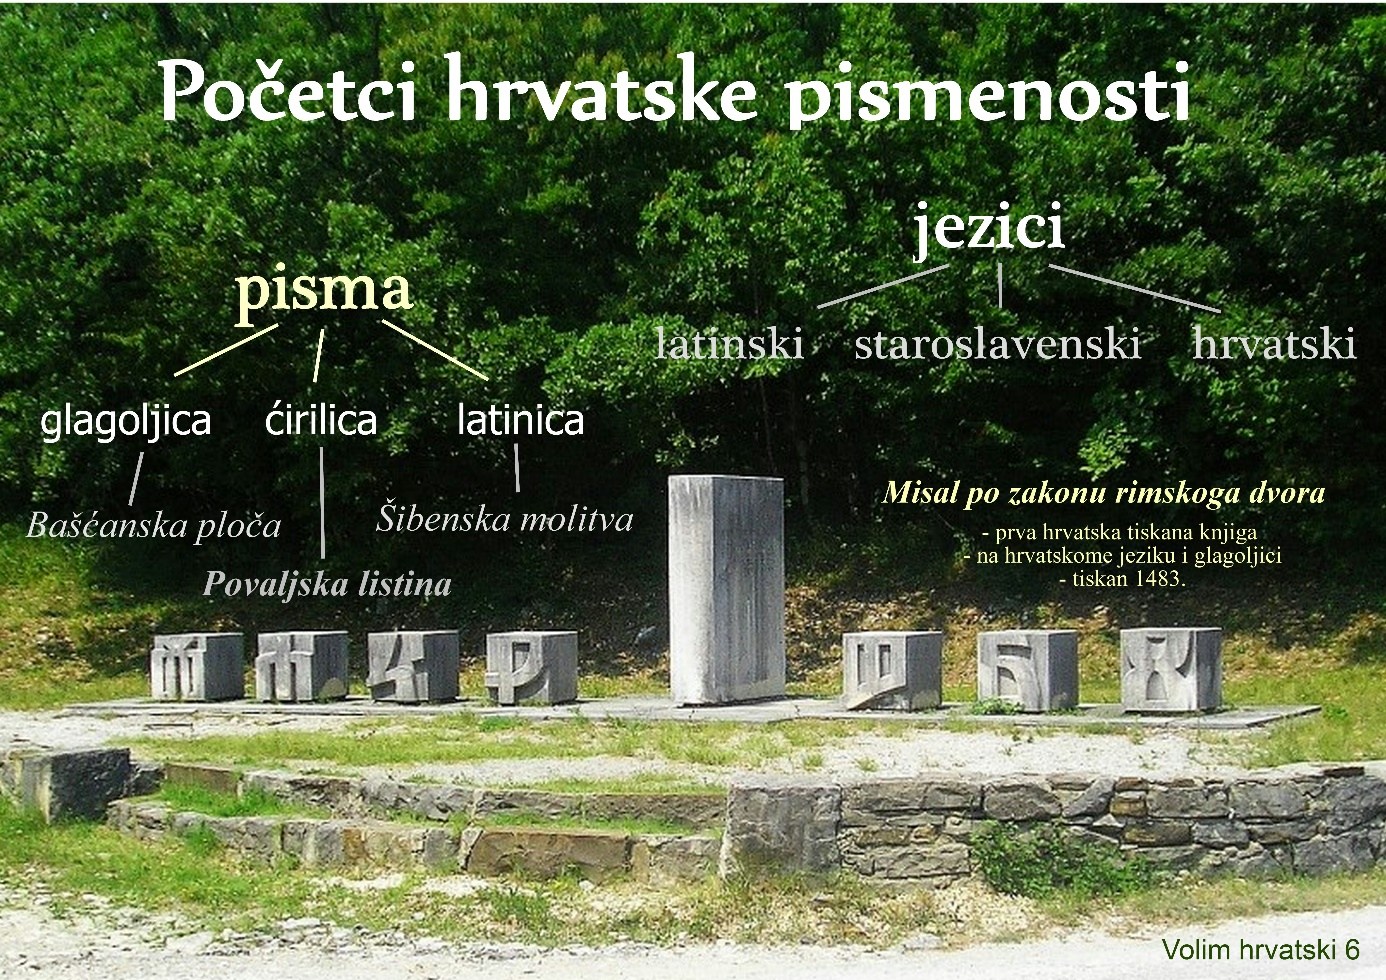 Početci hrvatske pismenosti
jezici
latinski staroslavenski hrvatski
pisma
glagoljica ćirilica latinica
Bašćanska ploča
Šibenska molitva
Povaljska listina
Misal po zakonu rimskoga dvora
- prva hrvatska tiskana knjiga
- na hrvatskome jeziku i glagoljici
- tiskan 1483.
Volim hrvatski 6